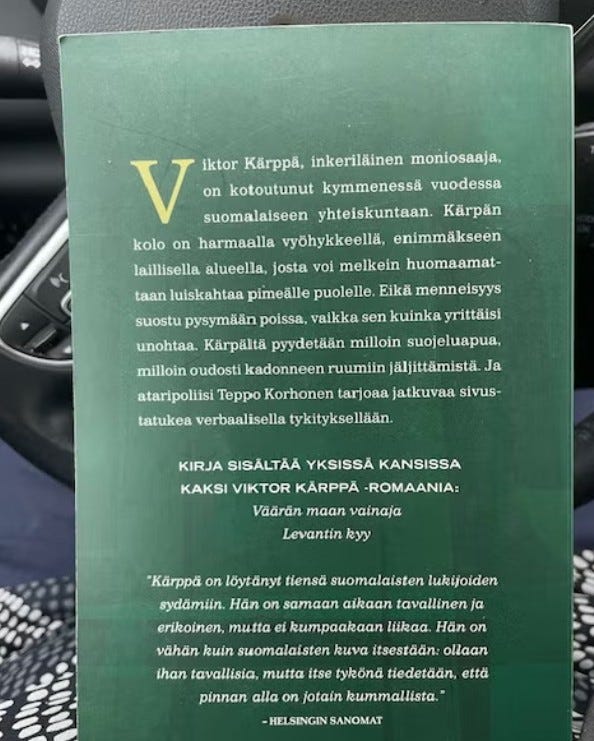 Viktor Kärppä, inkeriläinen moniosaaja,
on kotoutunut kymmenessä vuodessa
suomalaiseen yhteiskuntaan. Kärpän
kolo on harmaalla vyöhykkeellä, enimmäkseen
laillisella alueella, josta voi melkein huomaamat-
taan luiskahtaa pimeälle puolelle. Eikä menneisyys
suostu pysymään poissa, vaikka sen kuinka yrittäisi
unohtaa. Kärpältä pyydetään milloin suojeluapua,
milloin oudosti kadonneen ruumiin jäljittämistä. Ja
ataripoliisi Teppo Korhonen tarjoaa jatkuvaa sivus-
tatukea verbaalisella tykityksellään.
KIRJA SISÄLTÄÄ YKSISSÄ KANSISSA
KAKSI VIKTOR KÄRPPÄ -ROMAANIA:
Väärän maan vainaja
Levantin kyy
"Kärppä on löytänyt tiensä suomalaisten lukijoiden
sydämiin. Hän on samaan aikaan tavallinen ja
erikoinen, mutta ei kumpaakaan liikaa. Hän on
vähän kuin suomalaisten kuva itsestään: ollaan
ihan tavallisia, mutta itse tykönä tiedetään, että
pinnan alla on jotain kummallista."
– HELSINGIN SANOMAT